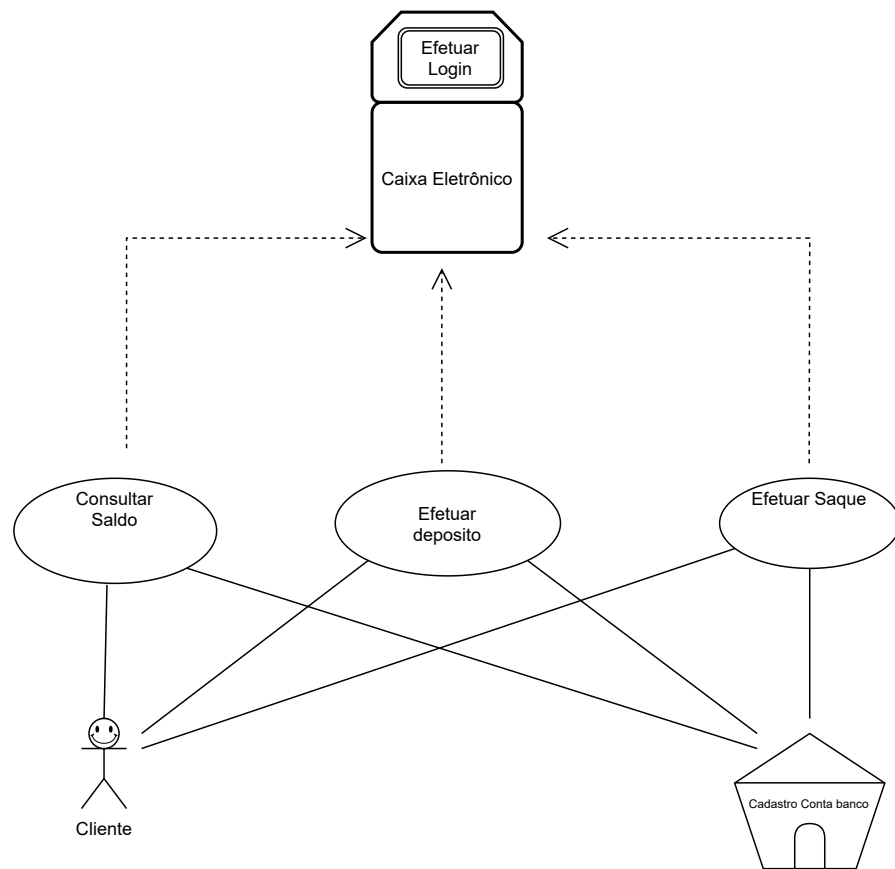 Efetuar
Login
Caixa Eletrônico
Consultar
Saldo
Efetuar
deposito
Efetuar Saque
Cliente
Cadastro Conta banco